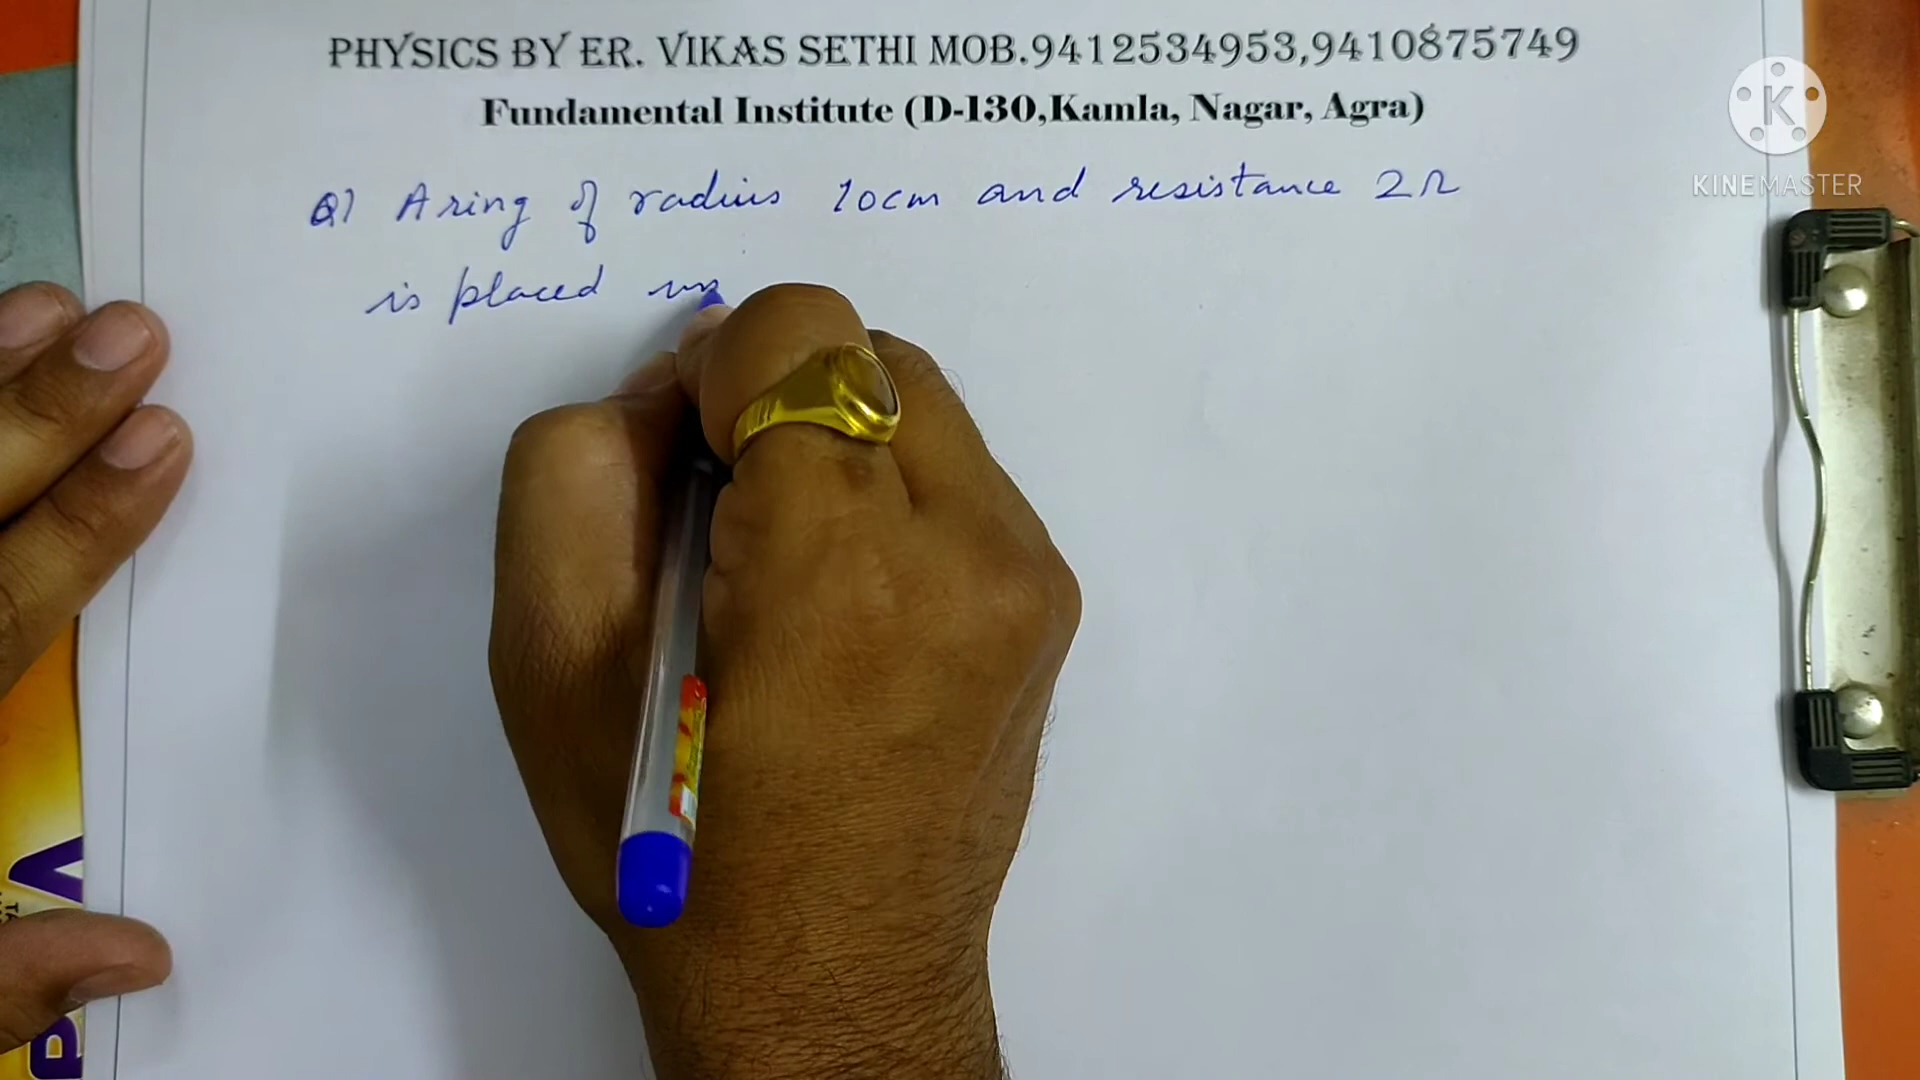 PHYSICS BY ER. VIKAS SETHI MOB.9412534953,9410875749
Fundamental Institute (D-130,Kamla, Nagar, Agra)
K
KINEMASTER
Q) A ring of radius 10cm and resistance 2Ω
is placed